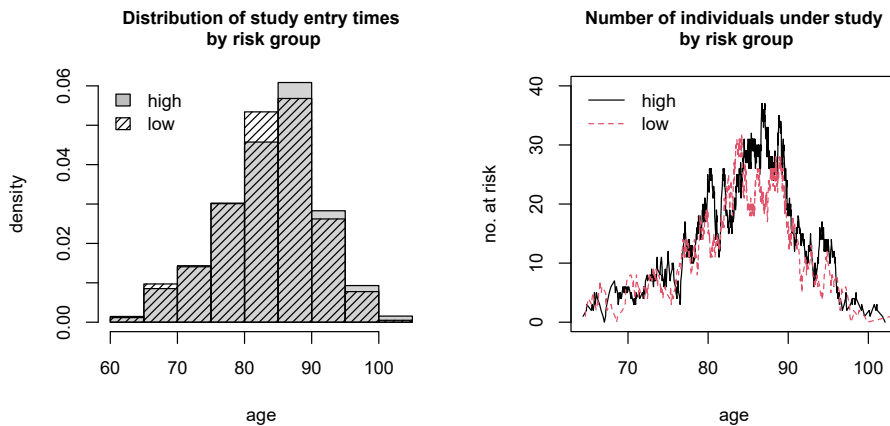 Distribution of study entry times
by risk group
high
low
density
0.00
0.02
0.04
0.06
60
70
80
90
100
age
Number of individuals under study
by risk group
high
low
no. at risk
0
10
20
30
40
70
80
90
100
age